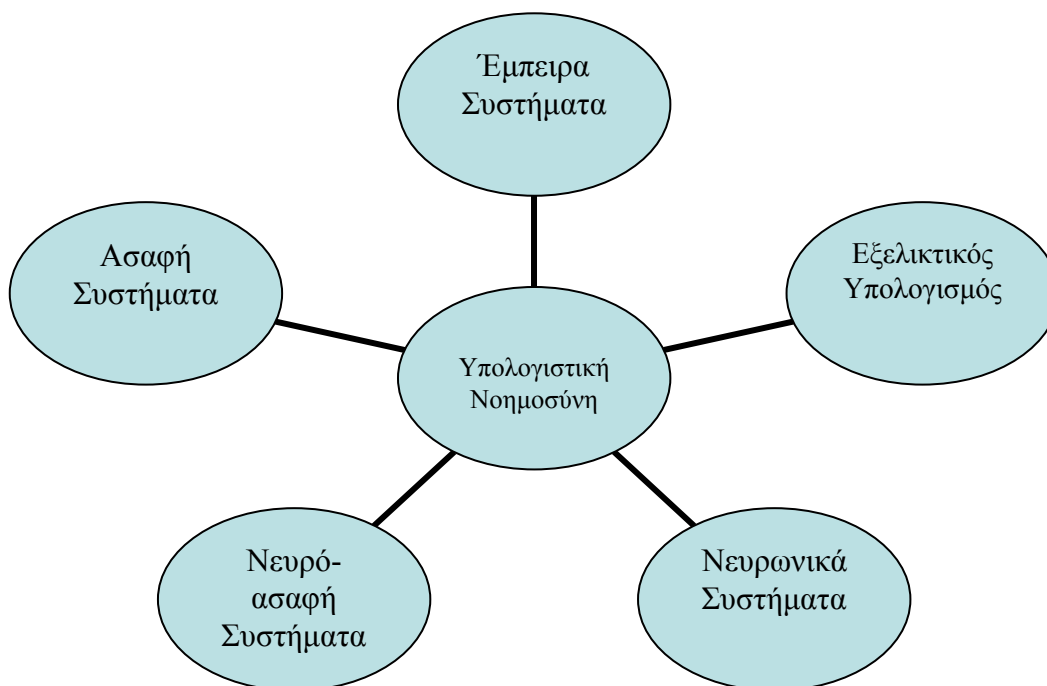 Έμπειρα
Συστήματα
Ασαφή
Συστήματα
Εξελικτικός
Υπολογισμός
Υπολογιστική
Νοημοσύνη
Νευρό-
ασαφή
Συστήματα
Νευρωνικά
Συστήματα